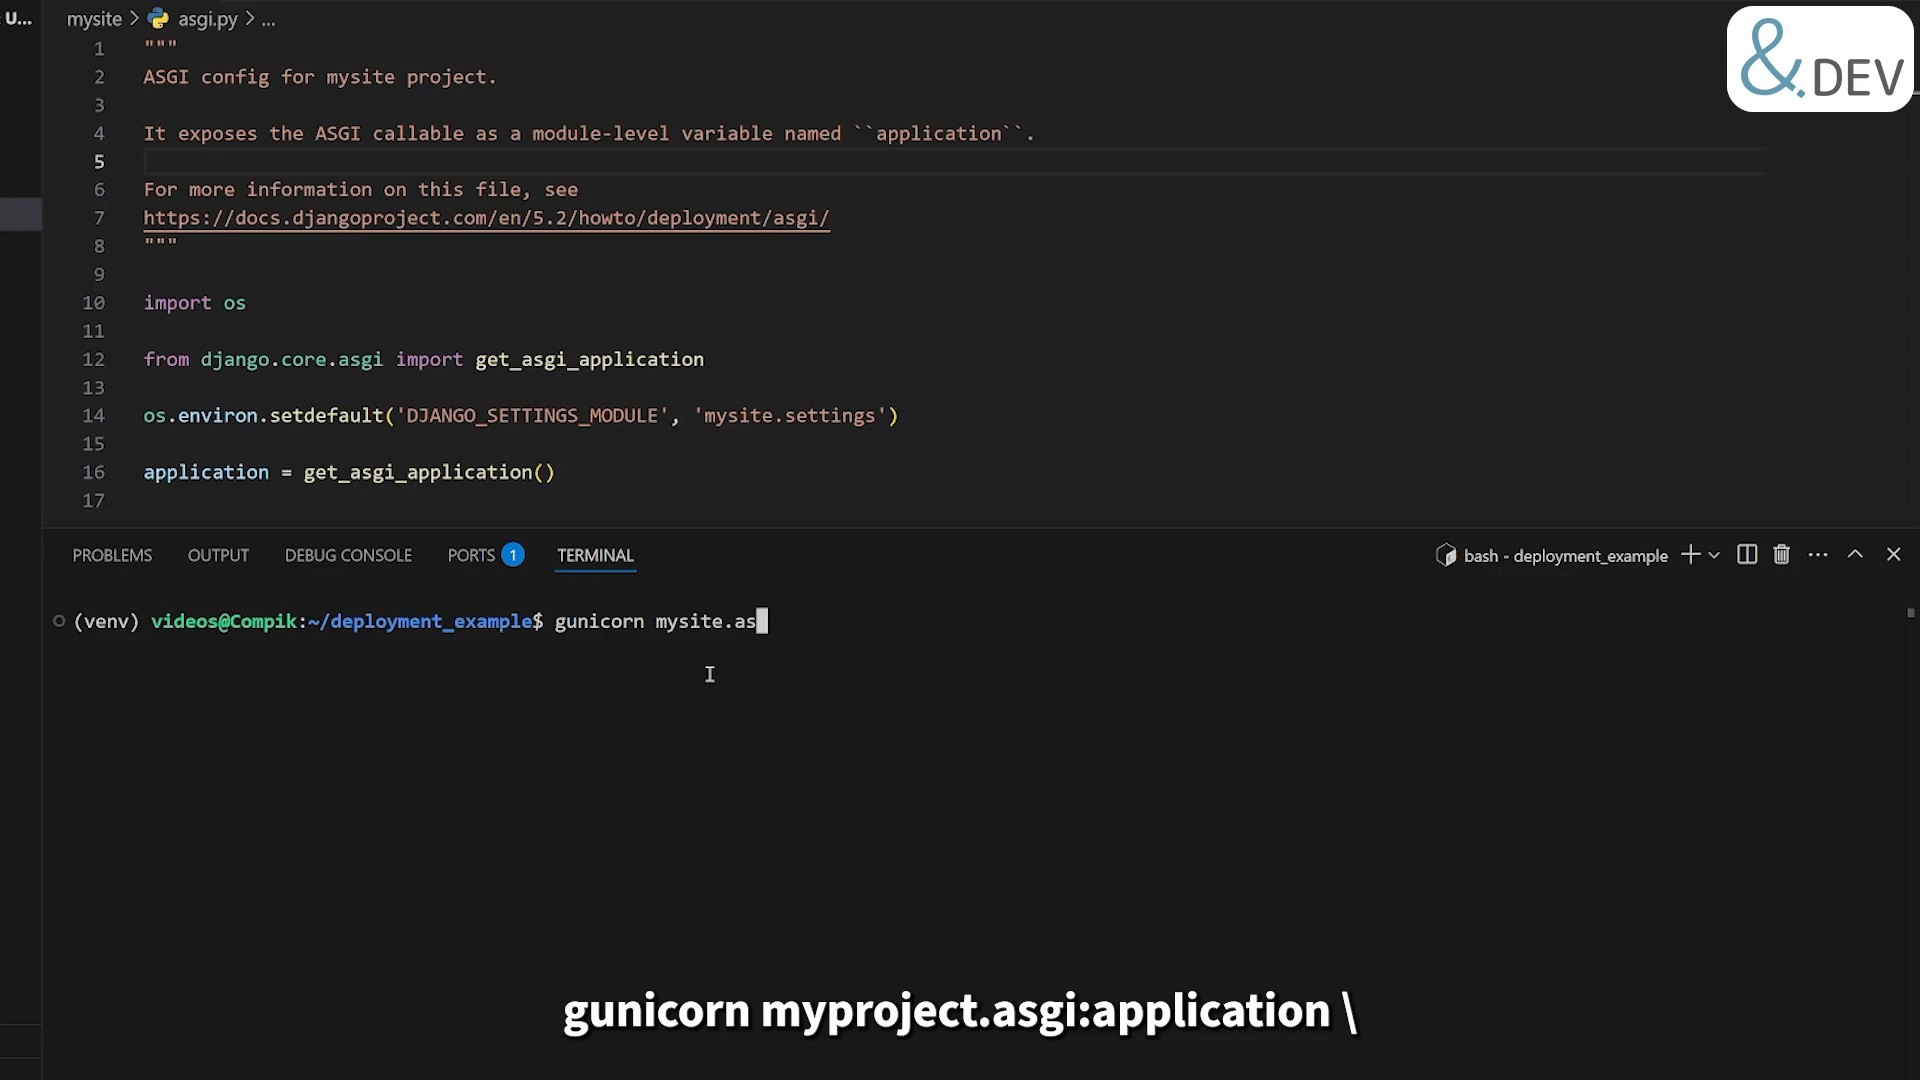 U...
mysite > asgi.py > ...
&.DEV
1 """
2 ASGI config for mysite project.
3
4 It exposes the ASGI callable as a module-level variable named ``application``.
5
6 For more information on this file, see
7 https://docs.djangoproject.com/en/5.2/howto/deployment/asgi/
8 """
9
10 import os
11
12 from django.core.asgi import get_asgi_application
13
14 os.environ.setdefault('DJANGO_SETTINGS_MODULE', 'mysite.settings')
15
16 application = get_asgi_application()
17
PROBLEMS OUTPUT DEBUG CONSOLE PORTS 1 TERMINAL bash - deployment_example
(venv) videos@Compik:~/deployment_example$ gunicorn mysite.as
gunicorn myproject.asgi:application \